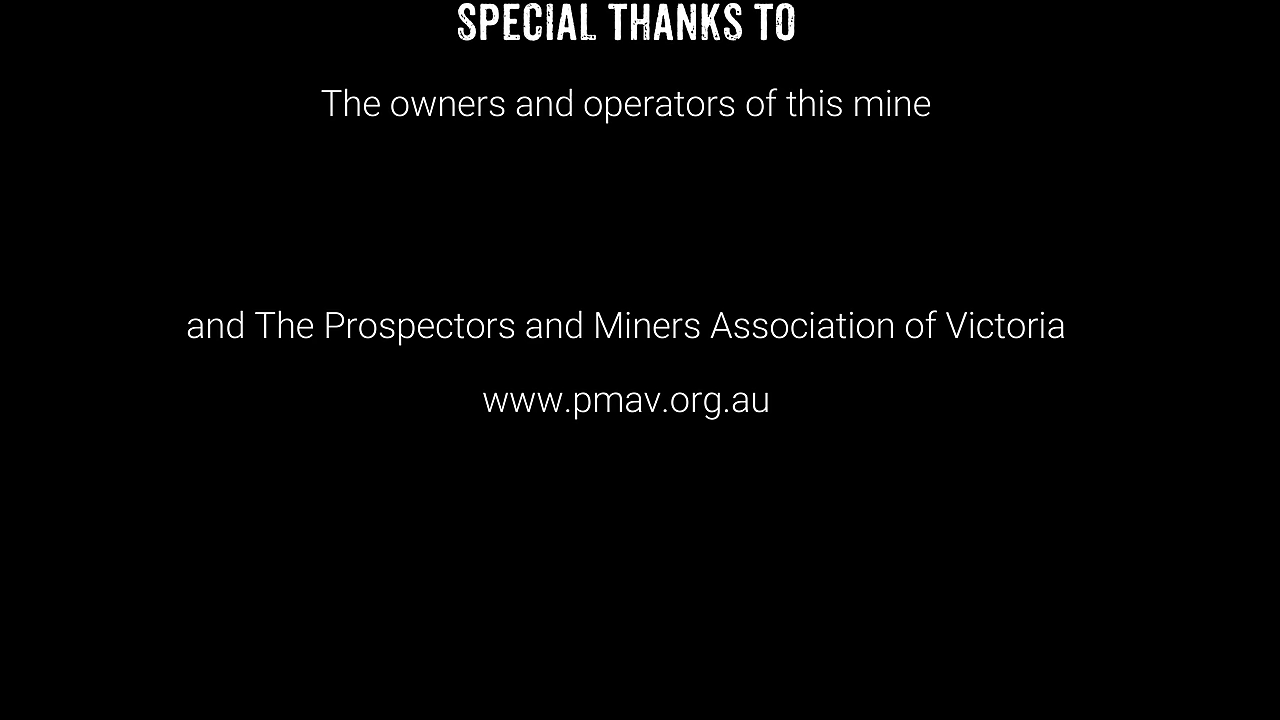 SPECIAL THANKS TO
The owners and operators of this mine
and The Prospectors and Miners Association of Victoria
www.pmav.org.au